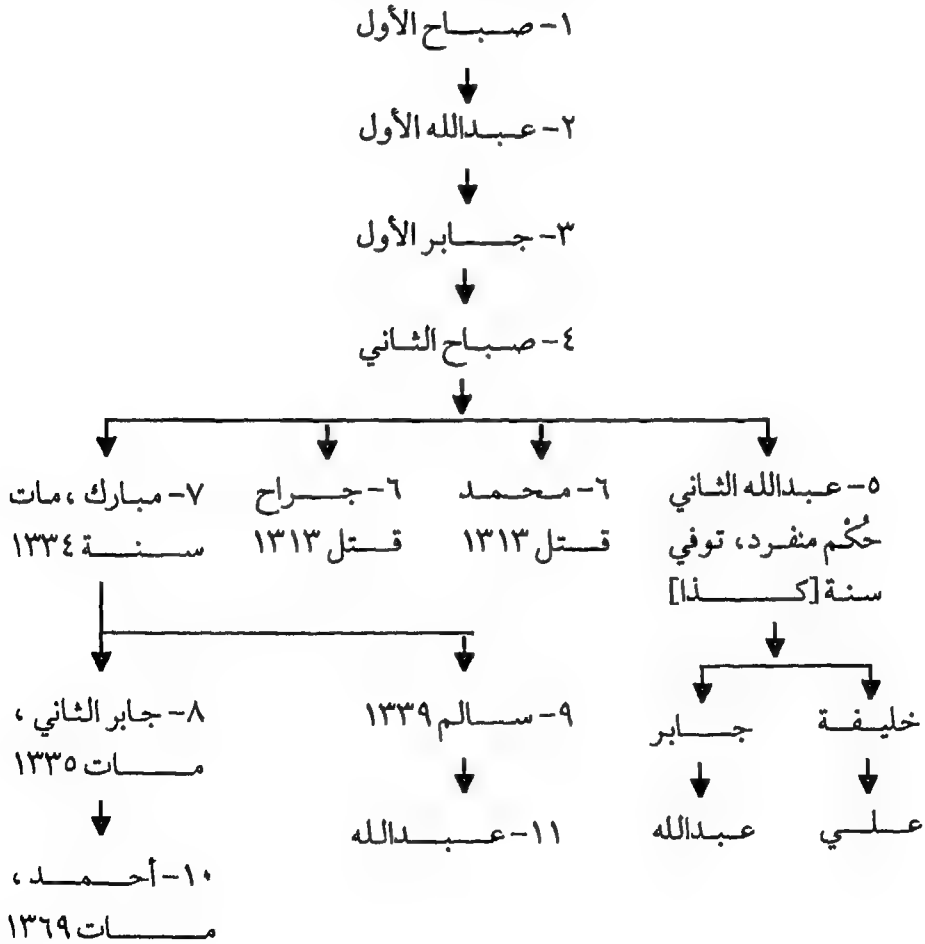 ١- صباح الأول
٢- عبدالله الأول
٣- جابر الأول
٤- صباح الثاني
٥- عبدالله الثاني
حُكْم منفرد، توفي
سنة [كذا]
٦- محمد
قتل ١٣١٣
٦- جراح
قتل ١٣١٣
٧- مبارك، مات
سنة ١٣٣٤
خليفة
جابر
٩- سالم ١٣٣٩
٨- جابر الثاني،
مات ١٣٣٥
علي
عبدالله
١١- عبدالله
١٠- أحمد،
مات ١٣٦٩